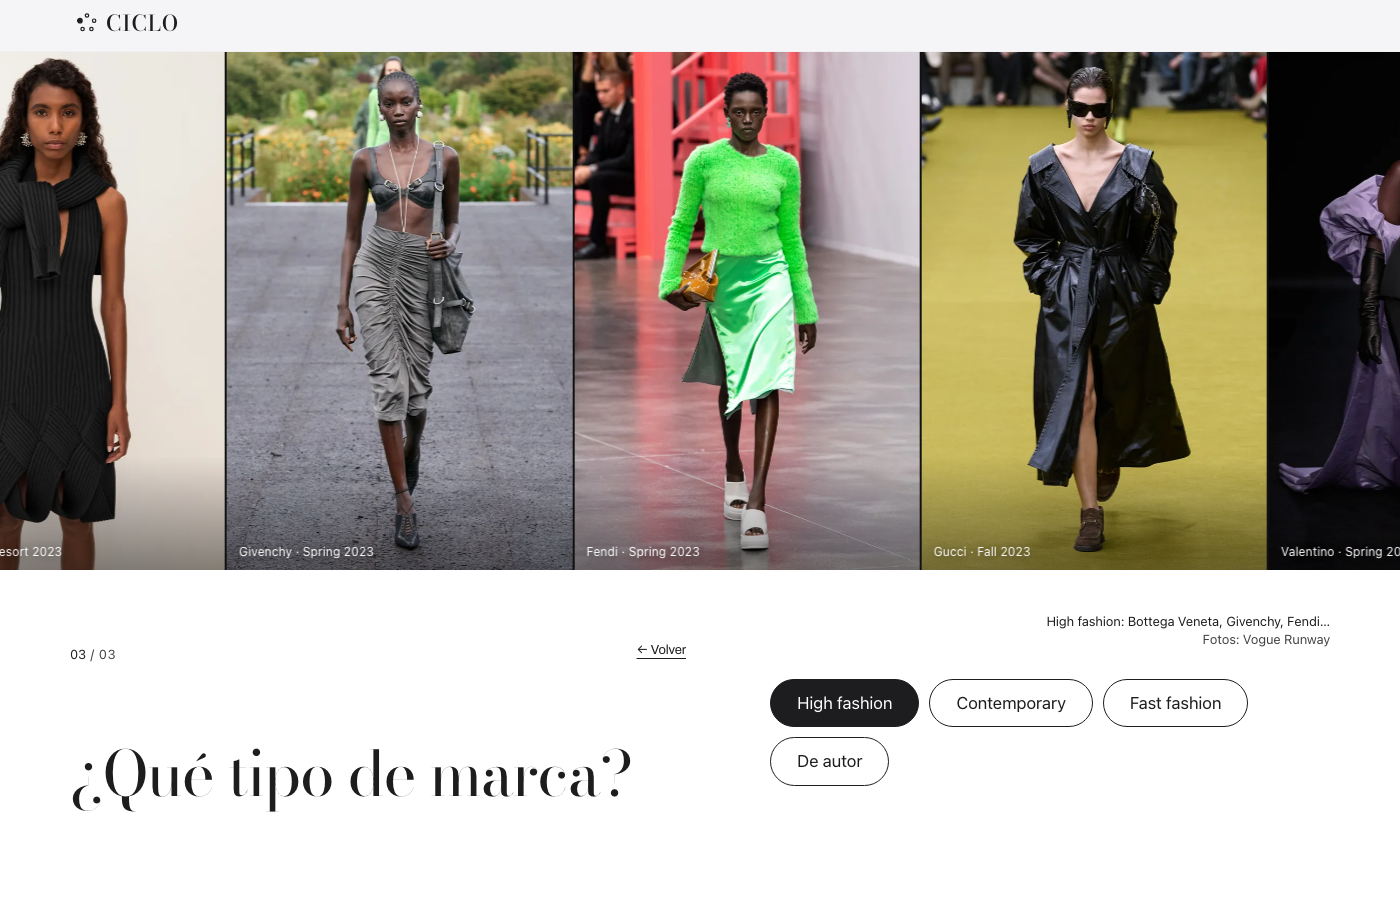 CICLO
esort 2023
Givenchy · Spring 2023
Fendi · Spring 2023
Gucci · Fall 2023
Valentino · Spring 20
High fashion: Bottega Veneta, Givenchy, Fendi...
Fotos: Vogue Runway
03 / 03
← Volver
High fashion
Contemporary
Fast fashion
De autor
¿Qué tipo de marca?